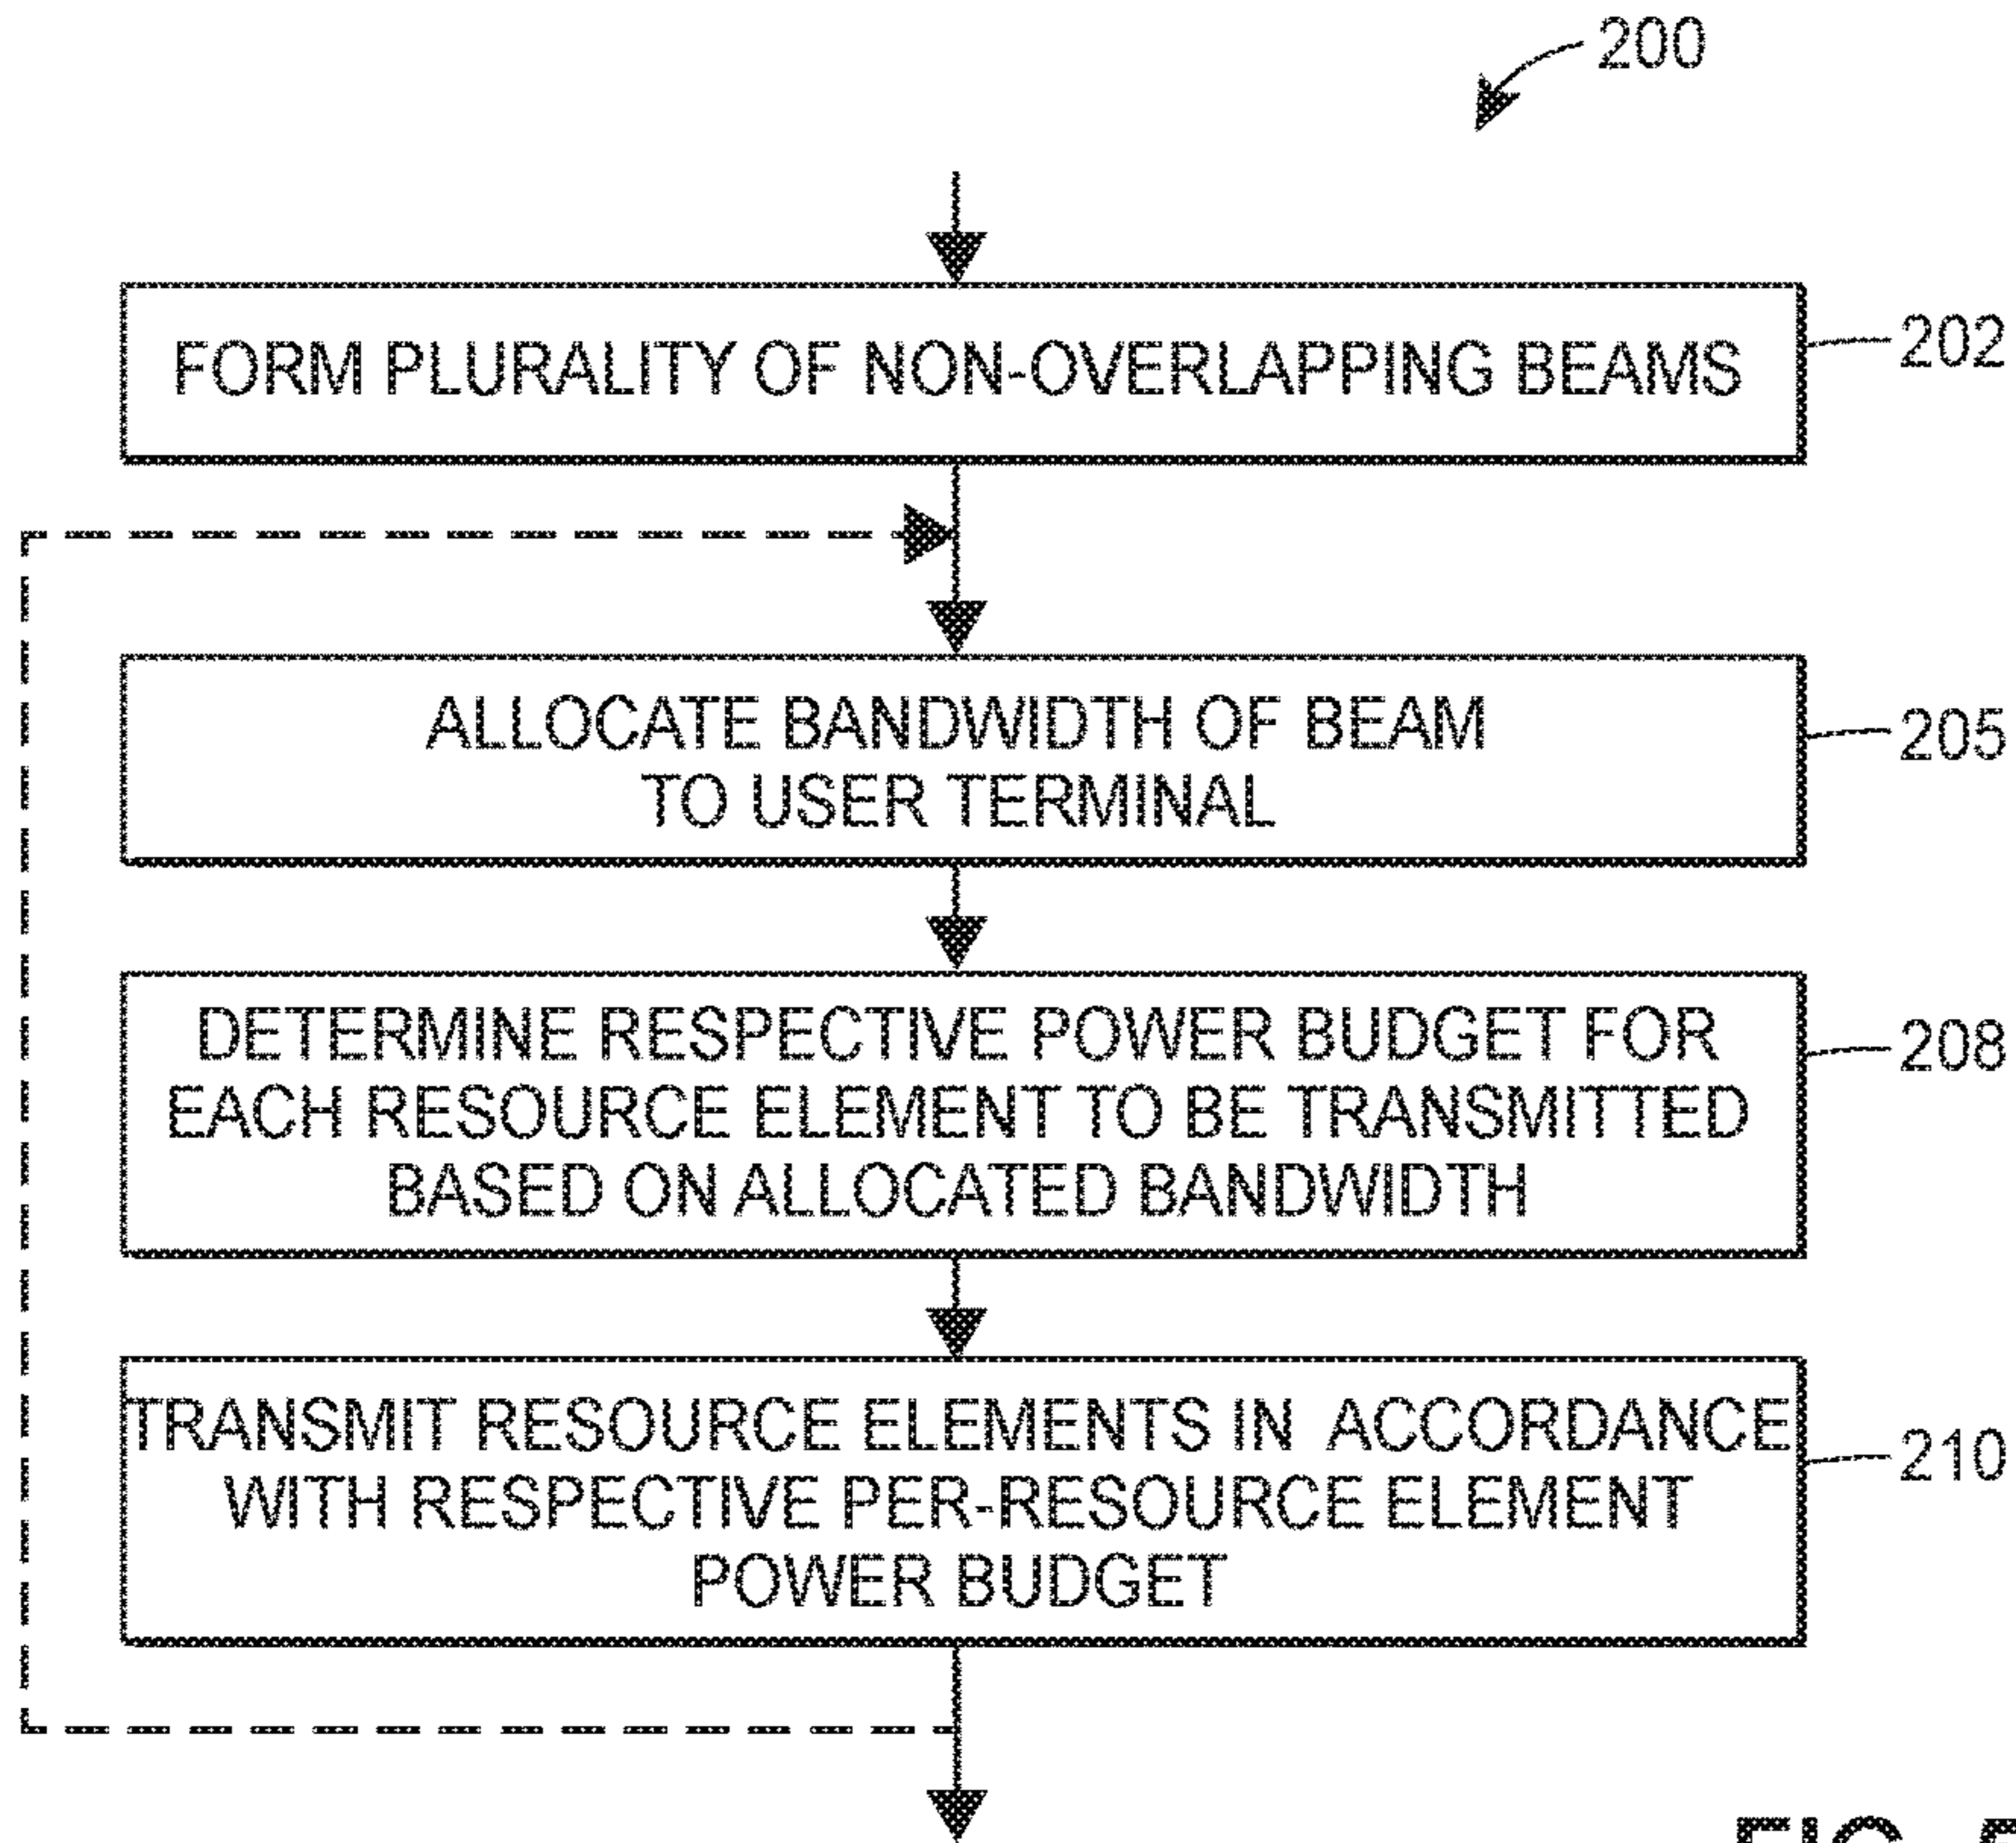 200
FORM PLURALITY OF NON-OVERLAPPING BEAMS
202
ALLOCATE BANDWIDTH OF BEAM
TO USER TERMINAL
205
DETERMINE RESPECTIVE POWER BUDGET FOR
EACH RESOURCE ELEMENT TO BE TRANSMITTED
BASED ON ALLOCATED BANDWIDTH
208
TRANSMIT RESOURCE ELEMENTS IN ACCORDANCE
WITH RESPECTIVE PER-RESOURCE ELEMENT
POWER BUDGET
210
FIG.